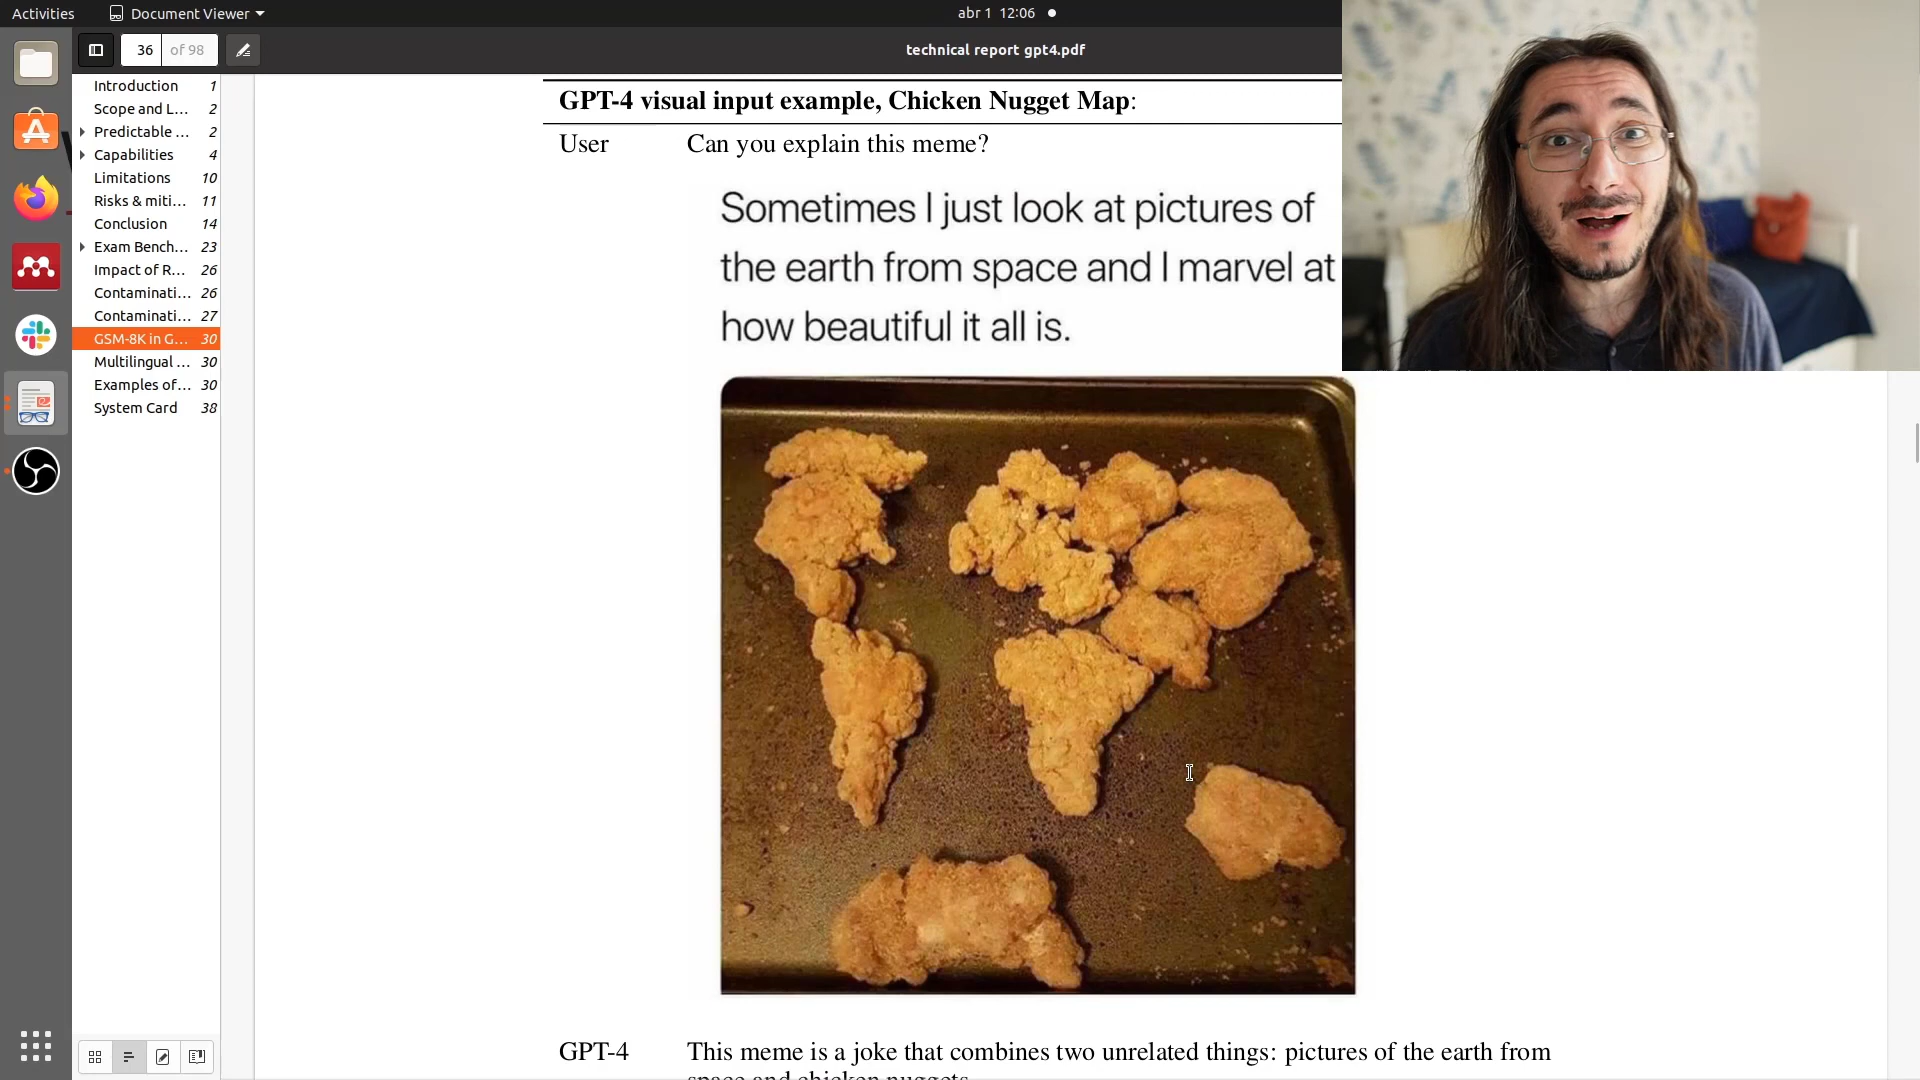 Activities
Document Viewer
abr 1 12:06
36 of 98
technical report gpt4.pdf
Introduction 1
Scope and L... 2
Predictable ... 2
Capabilities 4
Limitations 10
Risks & miti... 11
Conclusion 14
Exam Bench... 23
Impact of R... 26
Contaminati... 26
Contaminati... 27
GSM-8K in G... 30
Multilingual ... 30
Examples of... 30
System Card 38
GPT-4 visual input example, Chicken Nugget Map:
User Can you explain this meme?
Sometimes I just look at pictures of
the earth from space and I marvel at
how beautiful it all is.
GPT-4 This meme is a joke that combines two unrelated things: pictures of the earth from
space and chicken nuggets.